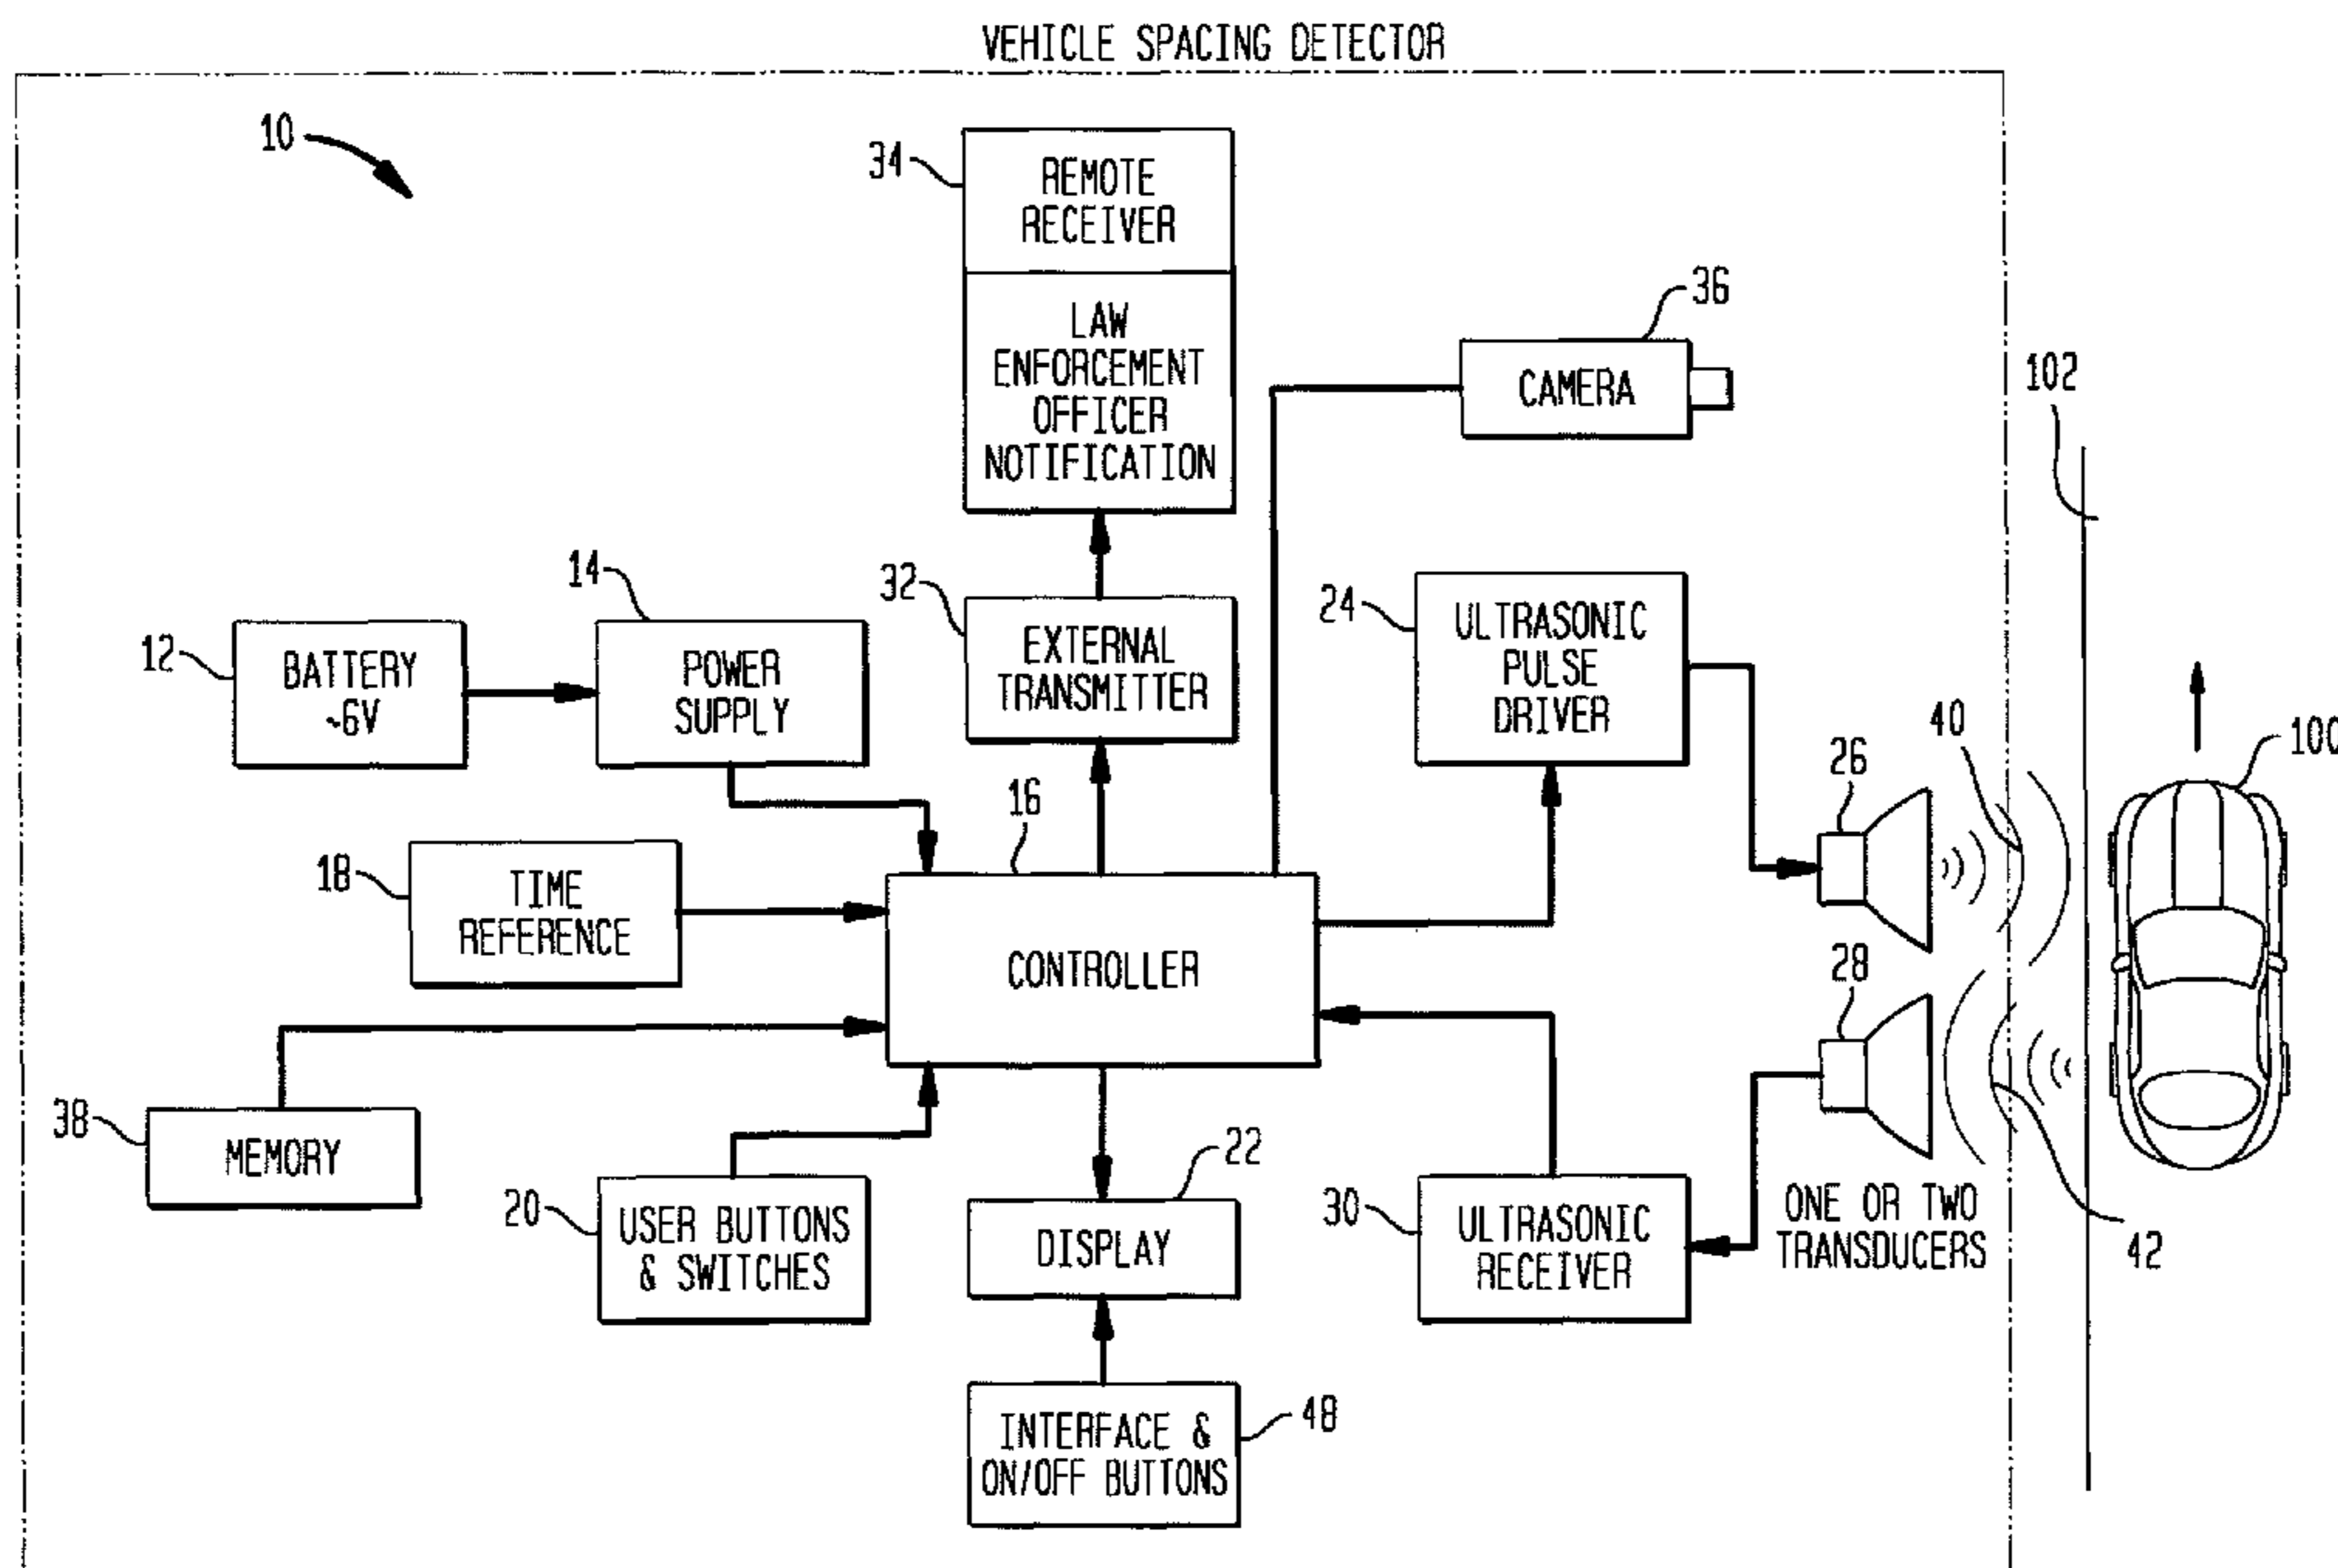 VEHICLE SPACING DETECTOR
10
34
REMOTE
RECEIVER
LAW
ENFORCEMENT
OFFICER
NOTIFICATION
36
CAMERA
102
14
32
24
12
BATTERY
~6V
POWER
SUPPLY
EXTERNAL
TRANSMITTER
ULTRASONIC
PULSE
DRIVER
40
100
26
16
18
TIME
REFERENCE
CONTROLLER
28
38
MEMORY
22
20
USER BUTTONS
& SWITCHES
DISPLAY
30
ULTRASONIC
RECEIVER
ONE OR TWO
TRANSDUCERS
42
INTERFACE &
ON/OFF BUTTONS
48